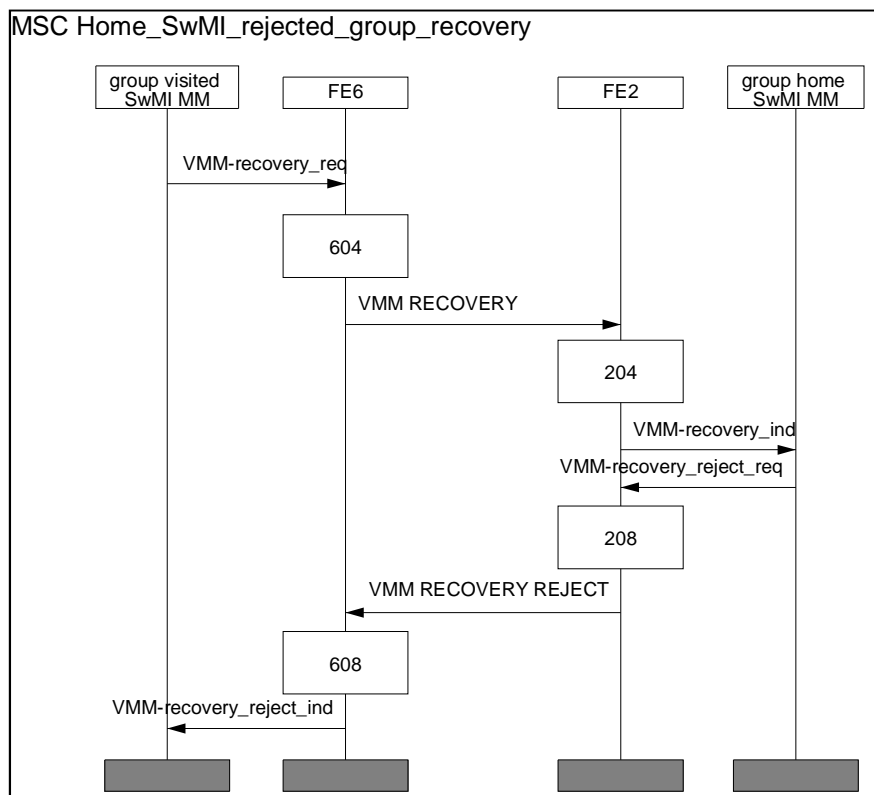 MSC Home_SwMI_rejected_group_recovery
group visited
SwMI MM
FE6
FE2
group home
SwMI MM
VMM-recovery_req
604
VMM RECOVERY
204
VMM-recovery_ind
VMM-recovery_reject_req
208
VMM RECOVERY REJECT
608
VMM-recovery_reject_ind